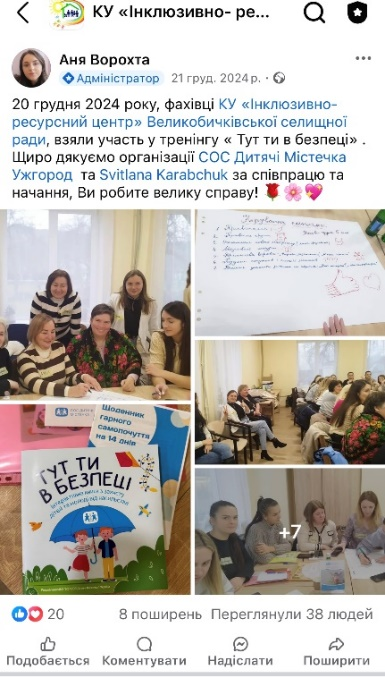 КУ «Інклюзивно- ре...
Аня Ворохта
Адміністратор 21 груд. 2024 р.
20 грудня 2024 року, фахівці КУ «Інклюзивно-
ресурсний центр» Великобичківської селищної
ради, взяли участь у тренінгу « Тут ти в безпеці» .
Щиро дякуємо організації СОС Дитячі Містечка
Ужгород та Svitlana Karabchuk за співпрацю та
начання, Ви робите велику справу! 🌹🌸💖
Щоденник
гарного
самопочуття
на 14 днів
ТУТ ТИ
В БЕЗПЕЦІ
+7
20 8 поширень Переглянули 38 людей
Подобається Коментувати Надіслати Поширити